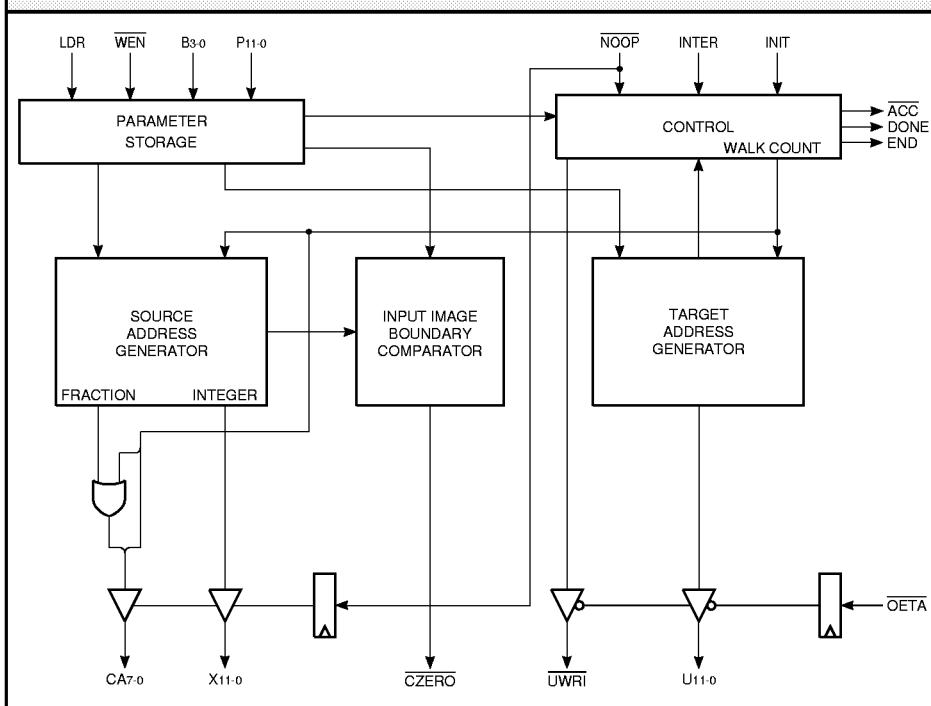 LDR WEN B3-0 P11-0 NOOP INTER INIT
PARAMETER
STORAGE
CONTROL
WALK COUNT
ACC
DONE
END
SOURCE
ADDRESS
GENERATOR
FRACTION INTEGER
INPUT IMAGE
BOUNDARY
COMPARATOR
TARGET
ADDRESS
GENERATOR
OETA
CA7-0 X11-0 CZERO UWRI U11-0